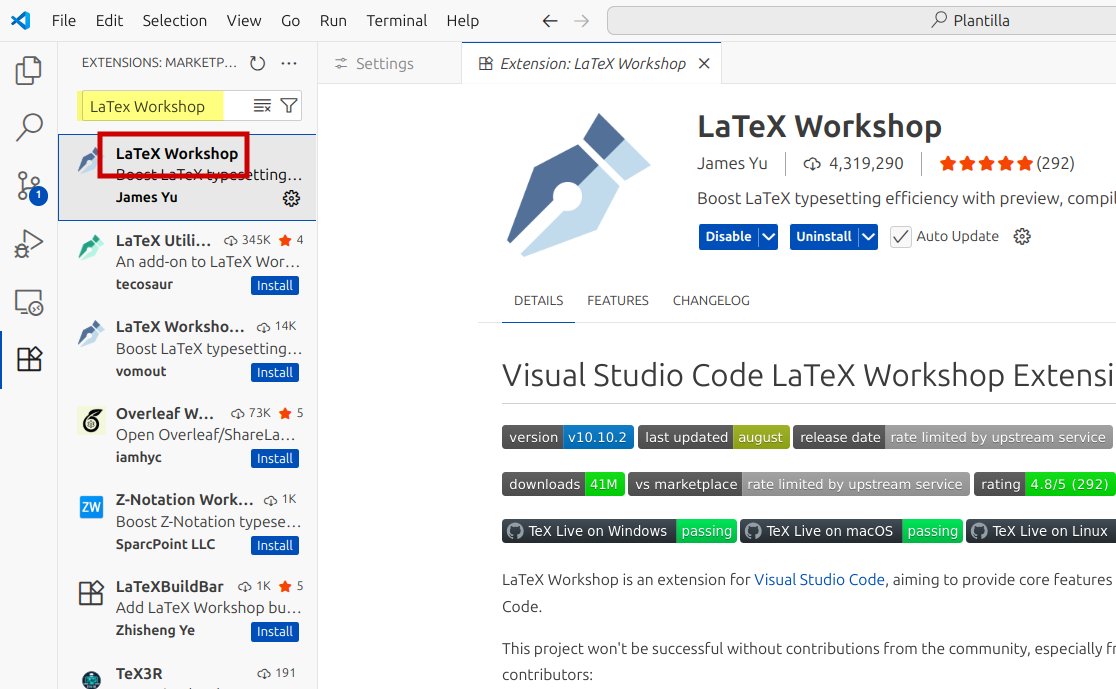 File Edit Selection View Go Run Terminal Help
Plantilla
EXTENSIONS: MARKETP...
LaTex Workshop
LaTeX Workshop
Boost LaTeX typesetting...
James Yu
1
LaTeX Utili... 345K 4
An add-on to LaTeX Wor...
tecosaur
Install
LaTeX Worksho... 14K
Boost LaTeX typesetting...
vomout
Install
Overleaf W... 73K 5
Open Overleaf/ShareLa...
iamhyc
Install
Z-Notation Work... 1K
ZW
Boost Z-Notation typese...
SparcPoint LLC
Install
LaTeXBuildBar 1K 5
Add LaTeX Workshop bu...
Zhisheng Ye
Install
TeX3R 191
Settings
Extension: LaTeX Workshop
LaTeX Workshop
James Yu 4,319,290 (292)
Boost LaTeX typesetting efficiency with preview, compil
Disable Uninstall Auto Update
DETAILS FEATURES CHANGELOG
Visual Studio Code LaTeX Workshop Extensi
version v10.10.2 last updated august release date rate limited by upstream service
downloads 41M vs marketplace rate limited by upstream service rating 4.8/5 (292)
TeX Live on Windows passing TeX Live on macOS passing TeX Live on Linux
LaTeX Workshop is an extension for Visual Studio Code, aiming to provide core features
Code.
This project won't be successful without contributions from the community, especially fr
contributors: